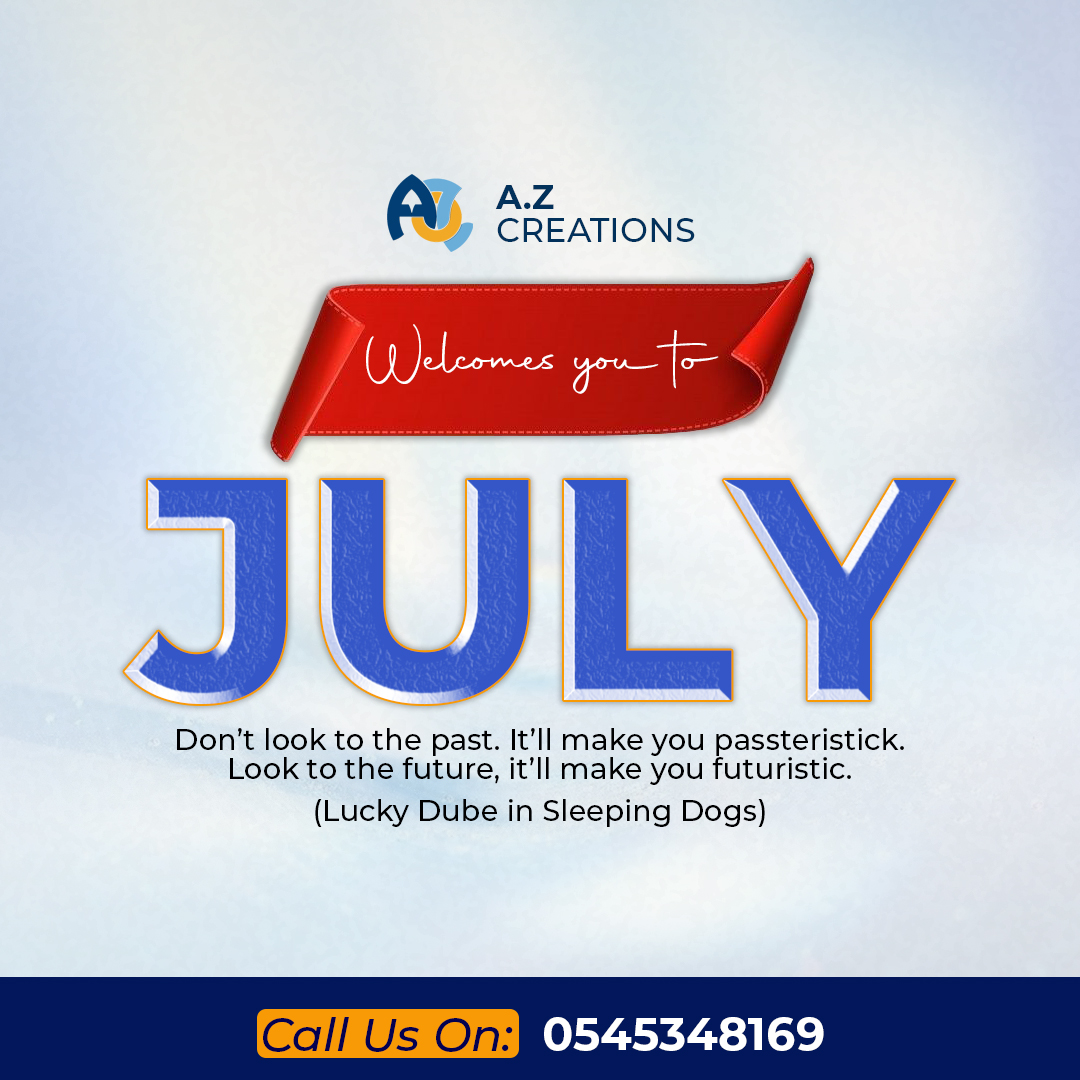 A.Z
CREATIONS
Welcomes you to
JULY
Don’t look to the past. It’ll make you passteristick.
Look to the future, it’ll make you futuristic.
(Lucky Dube in Sleeping Dogs)
Call Us On: 0545348169